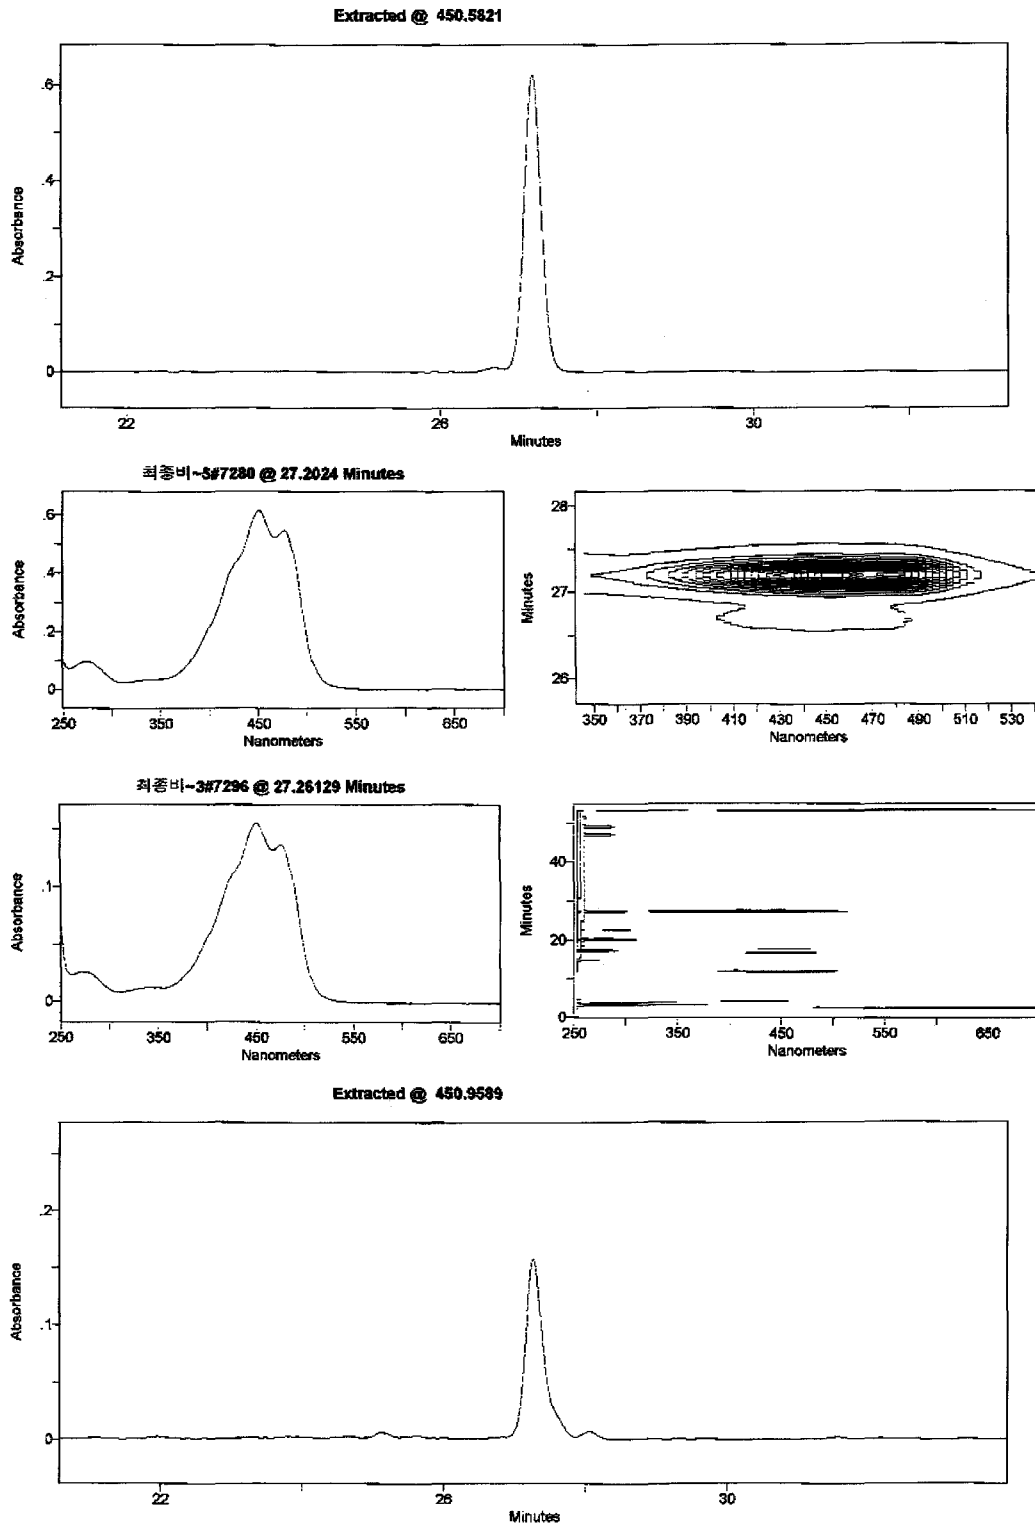 Extracted @ 450.5821
.6
.4
.2
0
Absorbance
22
26
30
Minutes
최종비~5#7280 @ 27.2024 Minutes
.6
.4
.2
0
Absorbance
250
350
450
550
650
Nanometers
28
27
26
Minutes
350 370 390 410 430 450 470 490 510 530
Nanometers
최종비~3#7296 @ 27.26129 Minutes
.1
0
Absorbance
250
350
450
550
650
Nanometers
40
20
0
Minutes
250
350
450
550
650
Nanometers
Extracted @ 450.9589
.2
.1
0
Absorbance
22
26
30
Minutes